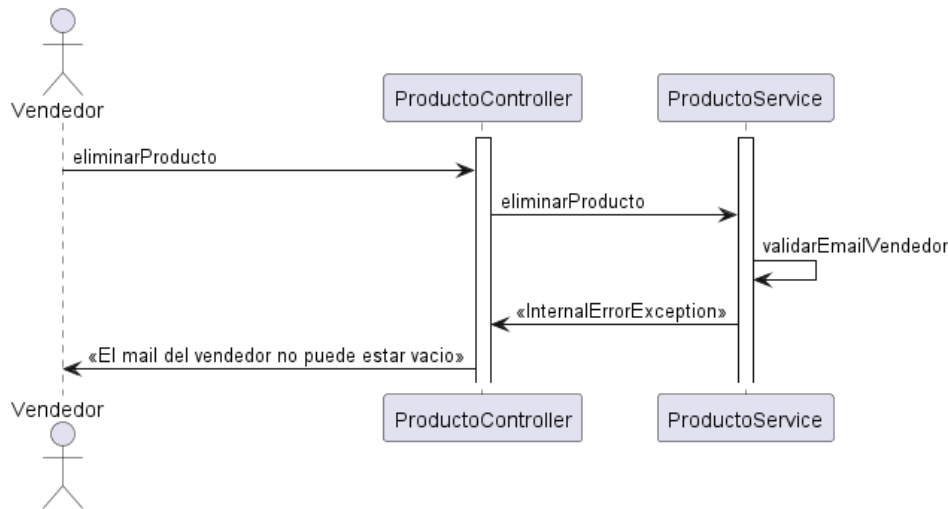 Vendedor
ProductoController
ProductoService
eliminarProducto
eliminarProducto
validarEmailVendedor
«InternalErrorException»
«El mail del vendedor no puede estar vacio»
Vendedor
ProductoController
ProductoService